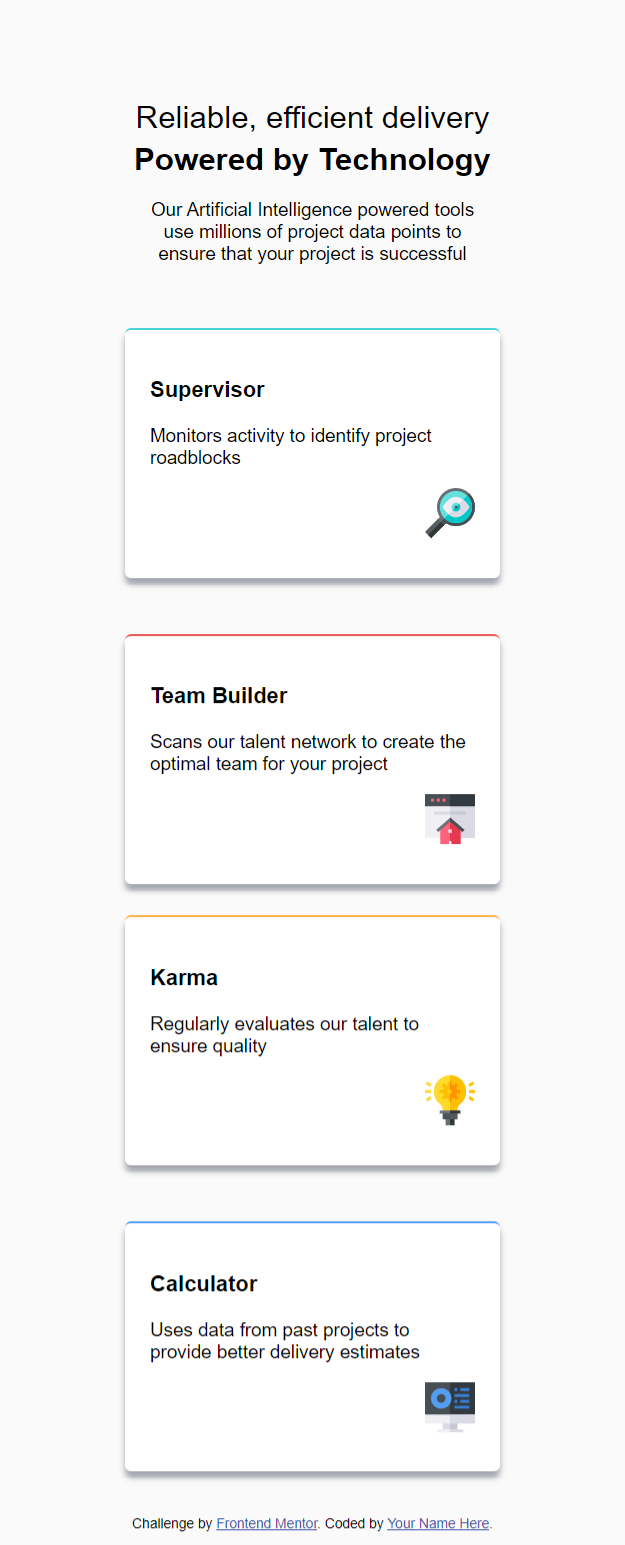 Reliable, efficient delivery
Powered by Technology
Our Artificial Intelligence powered tools
use millions of project data points to
ensure that your project is successful
Supervisor
Monitors activity to identify project
roadblocks
Team Builder
Scans our talent network to create the
optimal team for your project
Karma
Regularly evaluates our talent to
ensure quality
Calculator
Uses data from past projects to
provide better delivery estimates
Challenge by Frontend Mentor. Coded by Your Name Here.